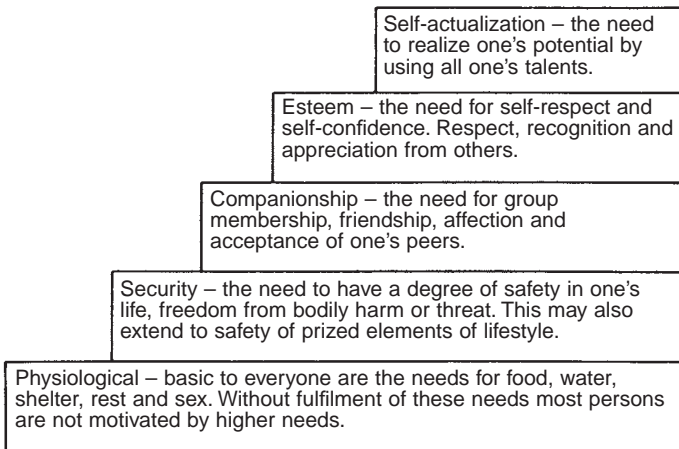 Self-actualization – the need
to realize one's potential by
using all one's talents.
Esteem – the need for self-respect and
self-confidence. Respect, recognition and
appreciation from others.
Companionship – the need for group
membership, friendship, affection and
acceptance of one's peers.
Security – the need to have a degree of safety in one's
life, freedom from bodily harm or threat. This may also
extend to safety of prized elements of lifestyle.
Physiological – basic to everyone are the needs for food, water,
shelter, rest and sex. Without fulfilment of these needs most persons
are not motivated by higher needs.